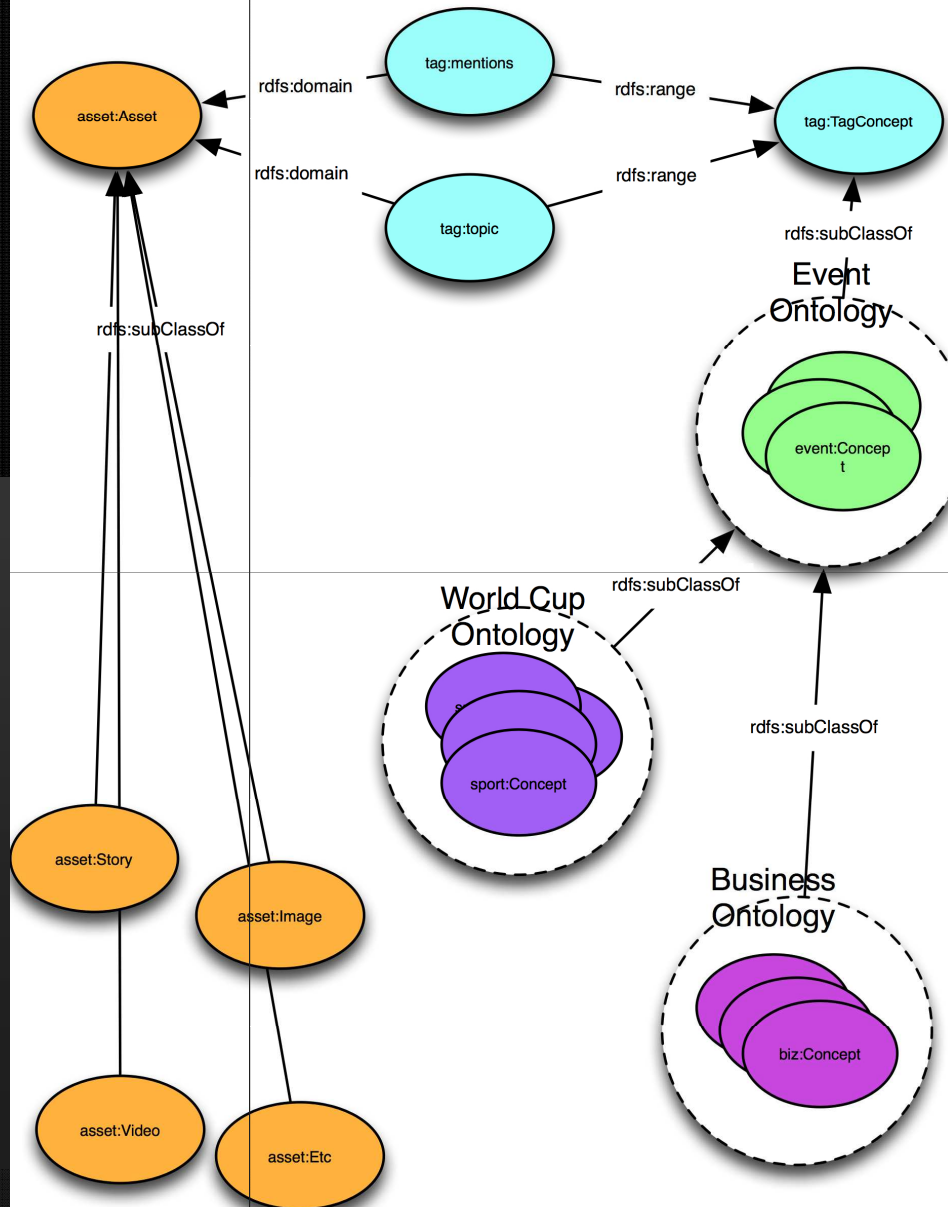 tag:mentions
rdfs:domain
rdfs:range
asset:Asset
tag:TagConcept
rdfs:domain
rdfs:range
tag:topic
rdfs:subClassOf
Event
Ontology
rdfs:subClassOf
event:Concep
t
rdfs:subClassOf
World Cup
Ontology
rdfs:subClassOf
sport:Concept
asset:Story
Business
Ontology
asset:Image
biz:Concept
asset:Video
asset:Etc